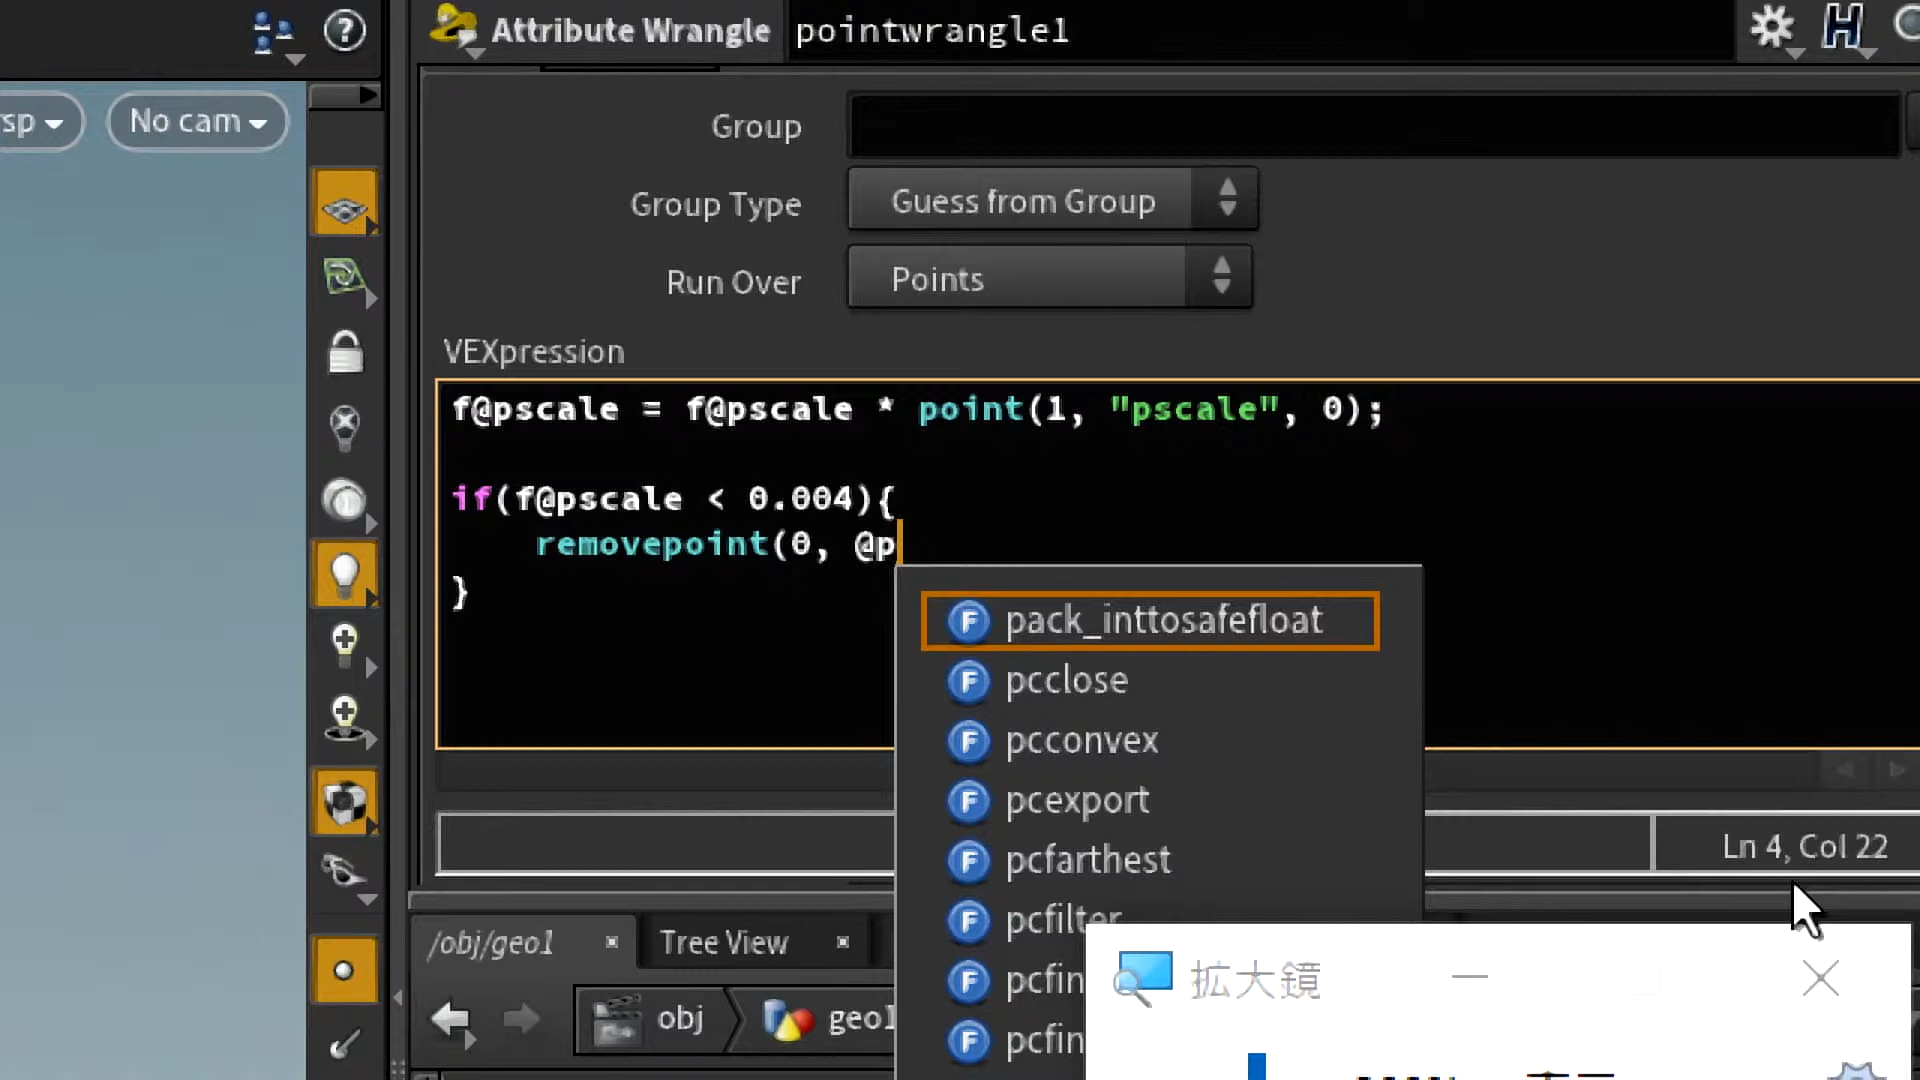 Attribute Wrangle pointwrangle1
No cam
Group
Group Type Guess from Group
Run Over Points
VEXpression
f@pscale = f@pscale * point(1, "pscale", 0);
if(f@pscale < 0.004){
removepoint(0, @p
}
pack_inttosafefloat
pcclose
pcconvex
pcexport
pcfarthest
pcfilter
pcfin
pcfin
Ln 4, Col 22
/obj/geo1 Tree View
obj geo1
拡大鏡